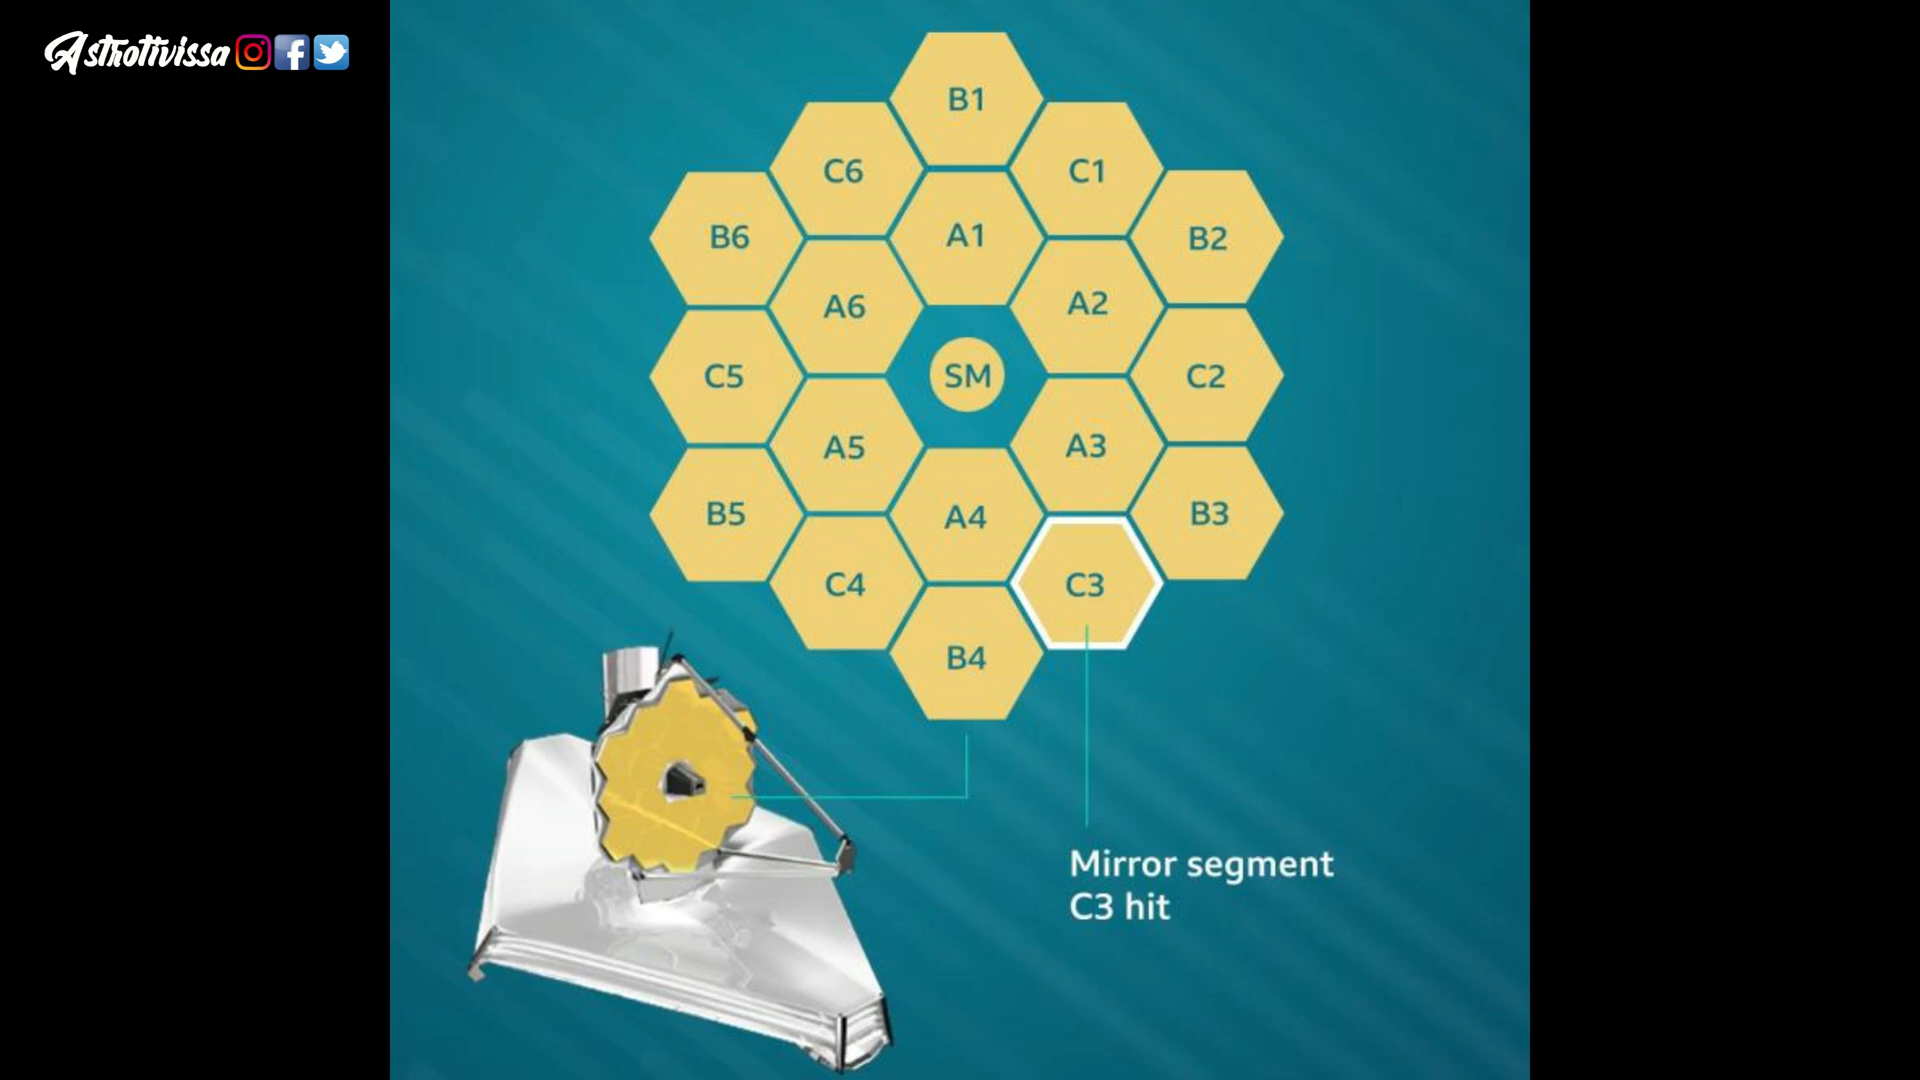 Astrotivissa
B1
C6
C1
B6
A1
B2
A6
A2
C5
SM
C2
A5
A3
B5
A4
B3
C4
C3
B4
Mirror segment
C3 hit